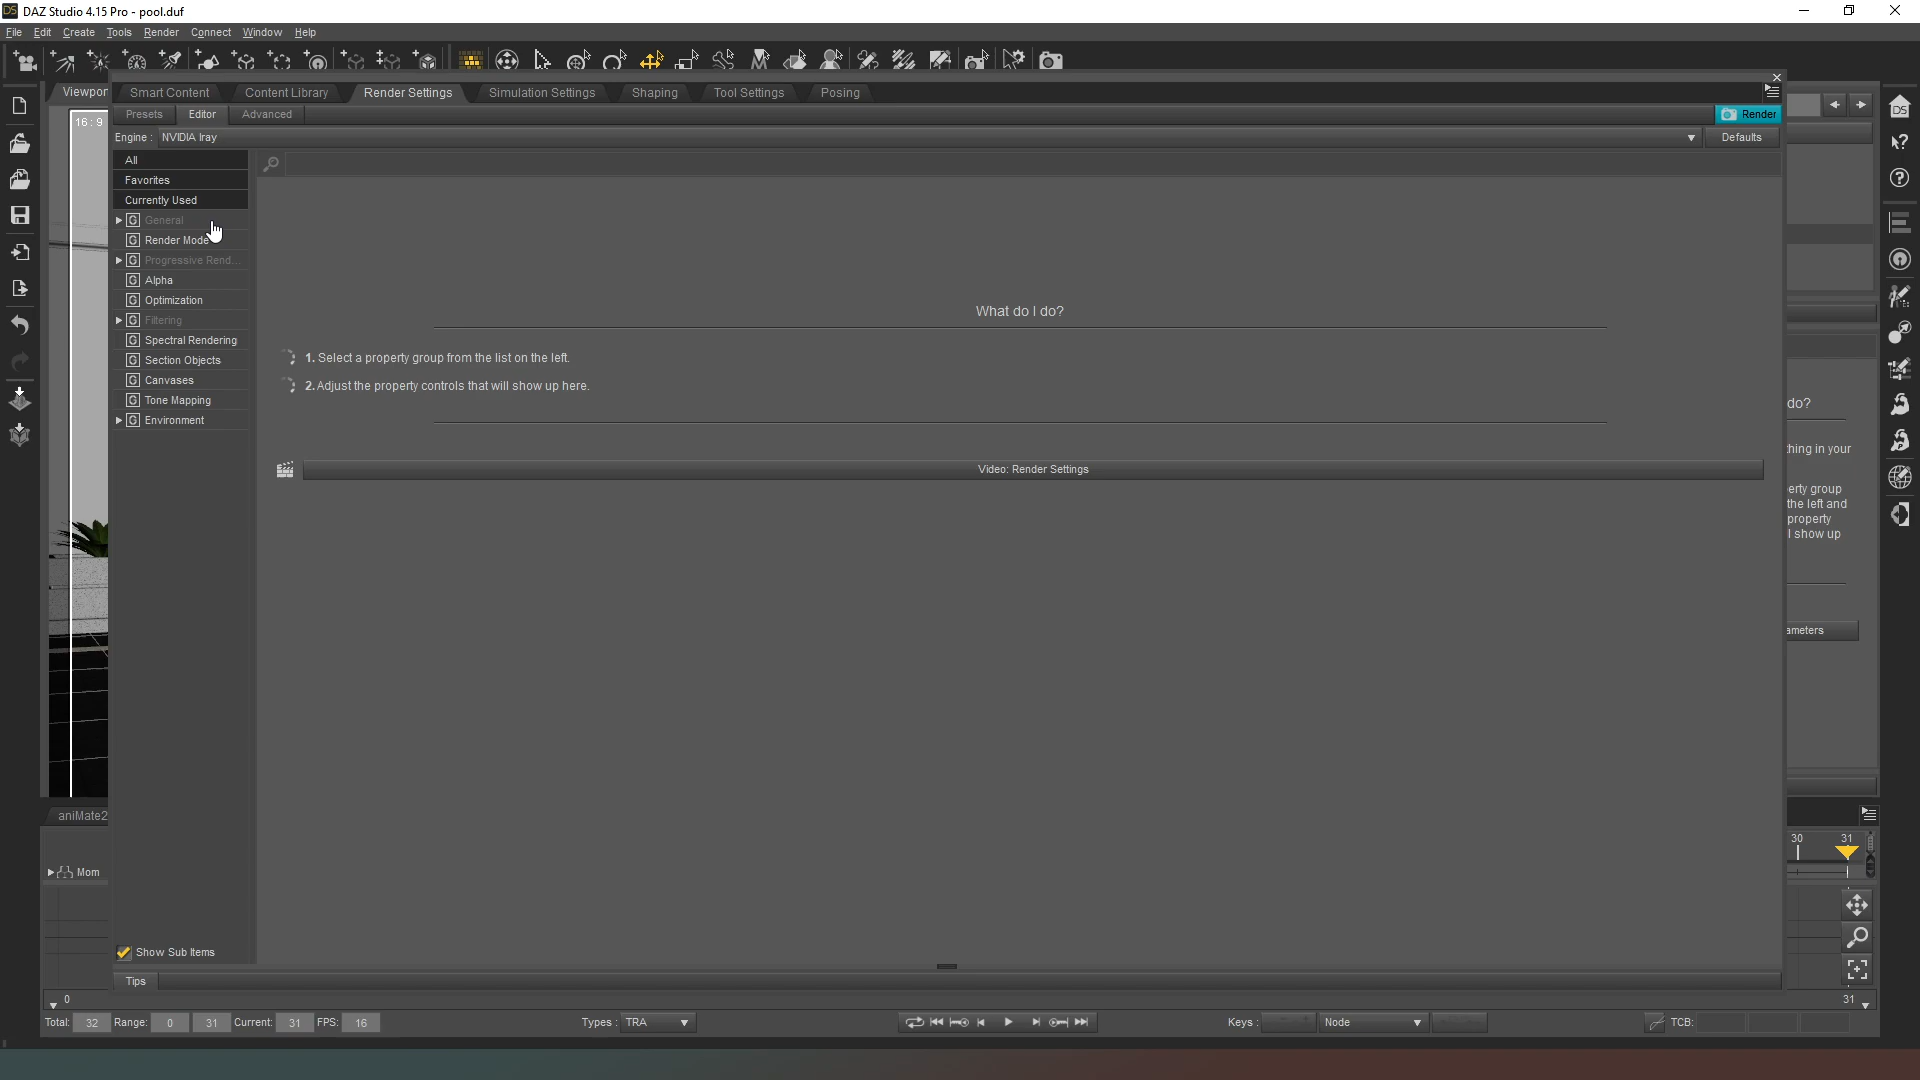 DAZ Studio 4.15 Pro - pool.duf
File Edit Create Tools Render Connect Window Help
Viewpor
Smart Content Content Library Render Settings Simulation Settings Shaping Tool Settings Posing
16 : 9
Presets Editor Advanced
Render
Engine : NVIDIA Iray
Defaults
All
Favorites
Currently Used
General
Render Mode
Progressive Rend...
Alpha
Optimization
Filtering
Spectral Rendering
Section Objects
Canvases
Tone Mapping
Environment
What do I do?
1. Select a property group from the list on the left.
2. Adjust the property controls that will show up here.
Video: Render Settings
do?
thing in your
erty group
the left and
property
l show up
ameters
aniMate2
30 31
Mom
Show Sub Items
Tips
0
31
Total: 32 Range: 0 31 Current: 31 FPS: 16
Types : TRA
Keys :
Node
TCB: